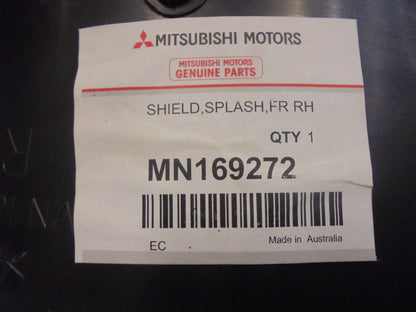 MITSUBISHI MOTORS
MITSUBISHI MOTORS
GENUINE PARTS
SHIELD,SPLASH,FR RH
QTY 1
MN169272
EC Made in Australia
R